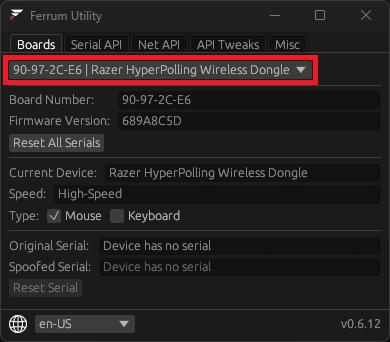 Ferrum Utility
Boards Serial API Net API API Tweaks Misc
90-97-2C-E6 | Razer HyperPolling Wireless Dongle
Board Number: 90-97-2C-E6
Firmware Version: 689A8C5D
Reset All Serials
Current Device: Razer HyperPolling Wireless Dongle
Speed: High-Speed
Type: Mouse Keyboard
Original Serial: Device has no serial
Spoofed Serial: Device has no serial
Reset Serial
en-US v0.6.12